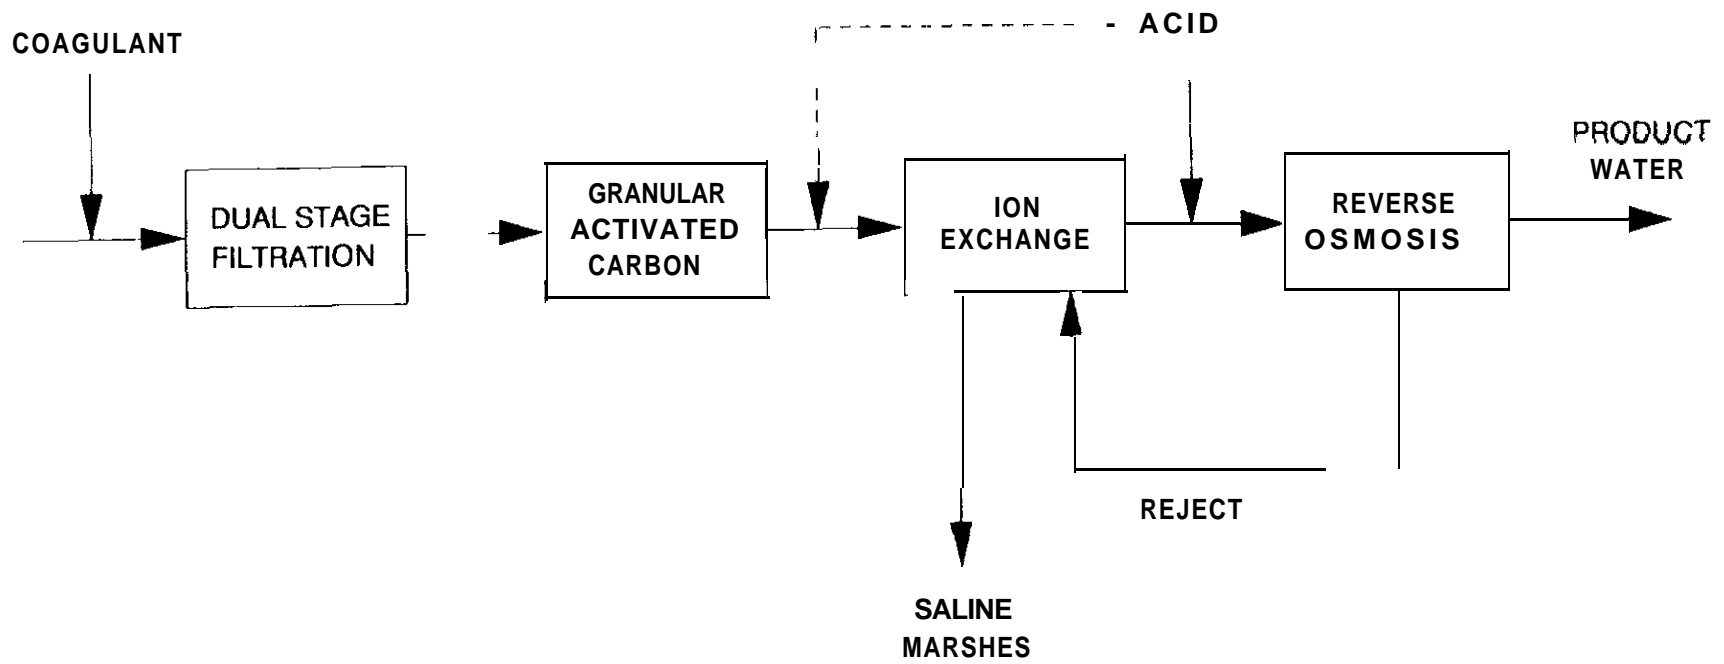 COAGULANT
- ACID
PRODUCT
WATER
DUAL STAGE
FILTRATION
GRANULAR
ACTIVATED
CARBON
ION
EXCHANGE
REVERSE
OSMOSIS
REJECT
SALINE
MARSHES